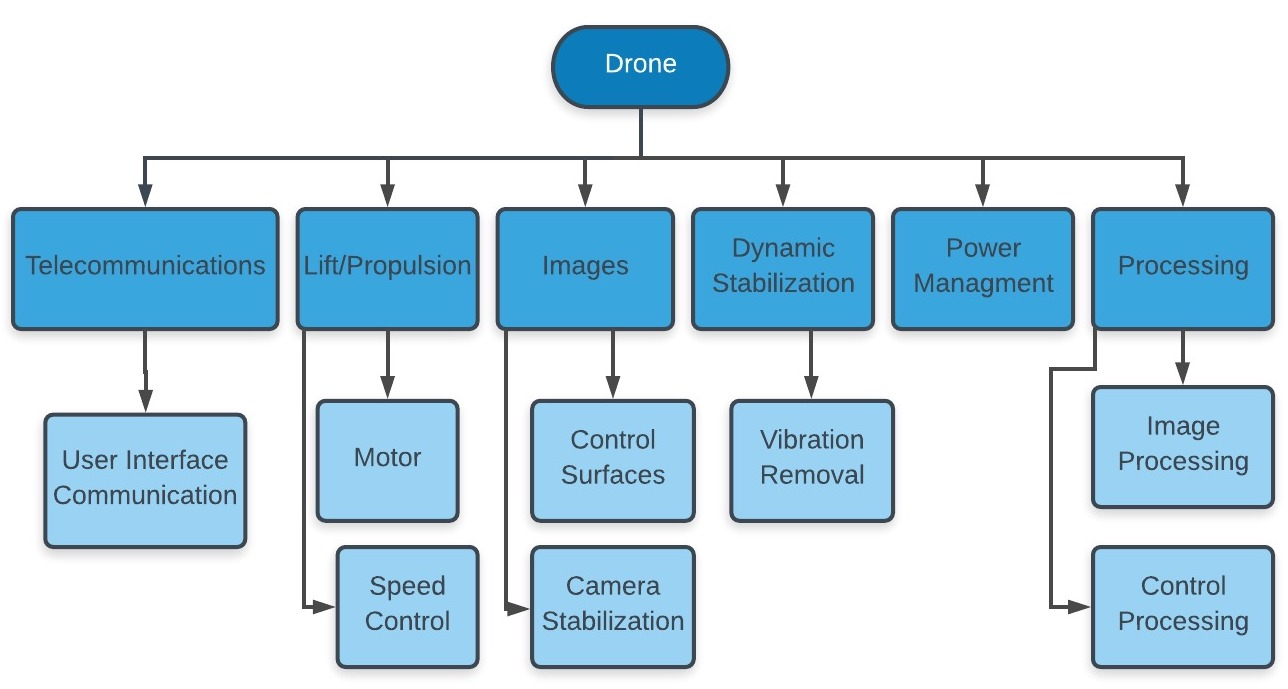 Drone
Telecommunications
Lift/Propulsion
Images
Dynamic
Stabilization
Power
Managment
Processing
User Interface
Communication
Motor
Control
Surfaces
Vibration
Removal
Image
Processing
Speed
Control
Camera
Stabilization
Control
Processing